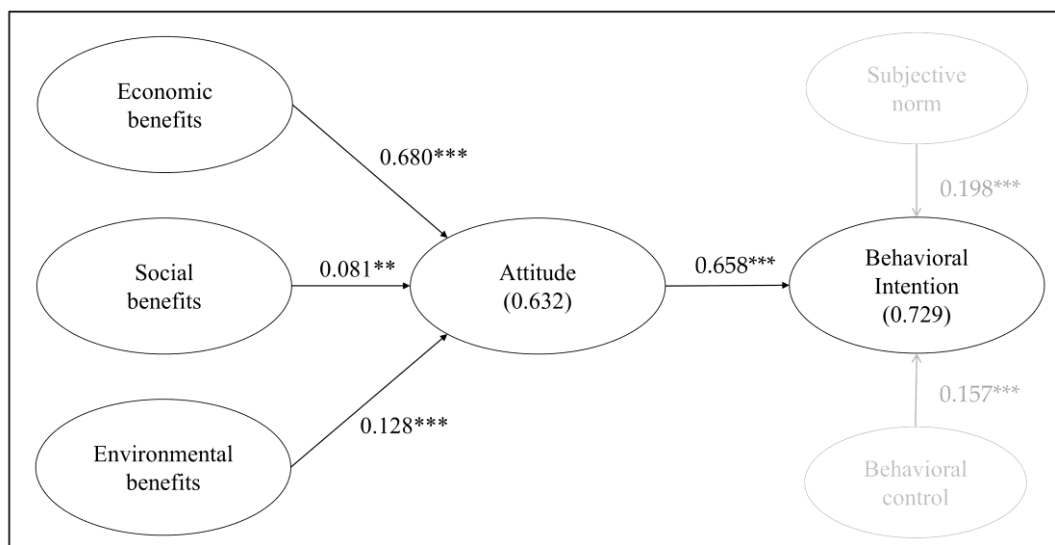 Economic
benefits
Subjective
norm
0.680***
0.198***
Social
benefits
0.081**
Attitude
(0.632)
0.658***
Behavioral
Intention
(0.729)
0.128***
0.157***
Environmental
benefits
Behavioral
control